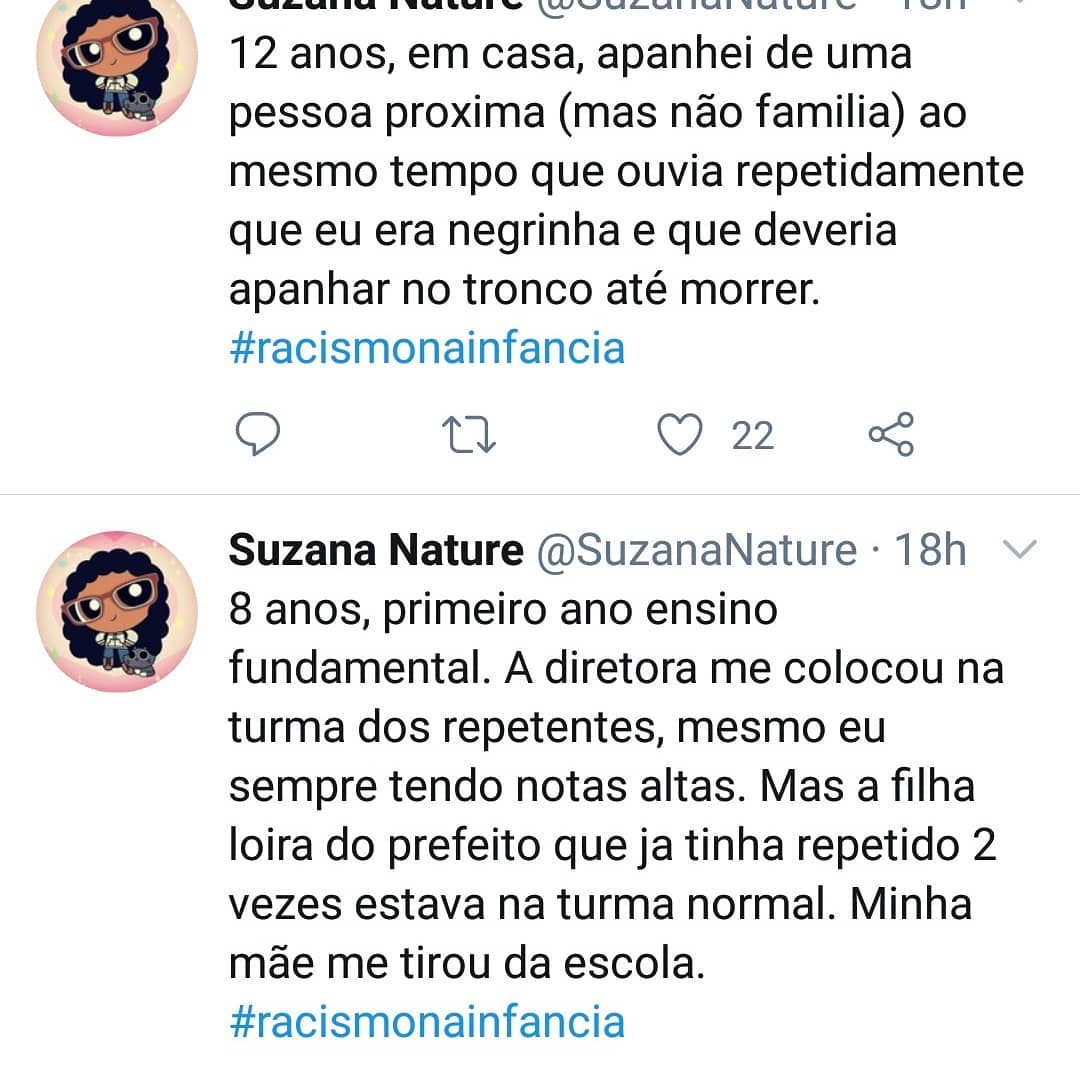 Suzana Nature @SuzanaNature · 18h
12 anos, em casa, apanhei de uma
pessoa proxima (mas não familia) ao
mesmo tempo que ouvia repetidamente
que eu era negrinha e que deveria
apanhar no tronco até morrer.
#racismonainfancia
22
Suzana Nature @SuzanaNature · 18h
8 anos, primeiro ano ensino
fundamental. A diretora me colocou na
turma dos repetentes, mesmo eu
sempre tendo notas altas. Mas a filha
loira do prefeito que ja tinha repetido 2
vezes estava na turma normal. Minha
mãe me tirou da escola.
#racismonainfancia